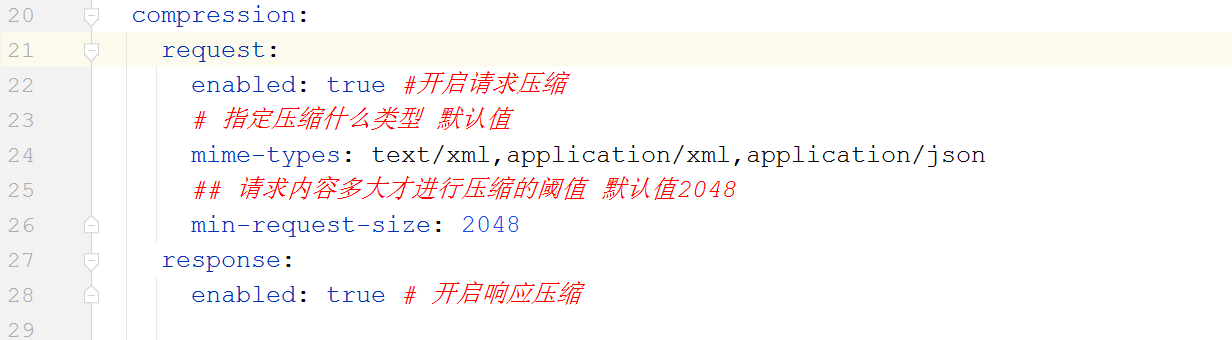 20 compression:
21 request:
22 enabled: true #开启请求压缩
23 # 指定压缩什么类型 默认值
24 mime-types: text/xml,application/xml,application/json
25 ## 请求内容多大才进行压缩的阈值 默认值2048
26 min-request-size: 2048
27 response:
28 enabled: true # 开启响应压缩
29